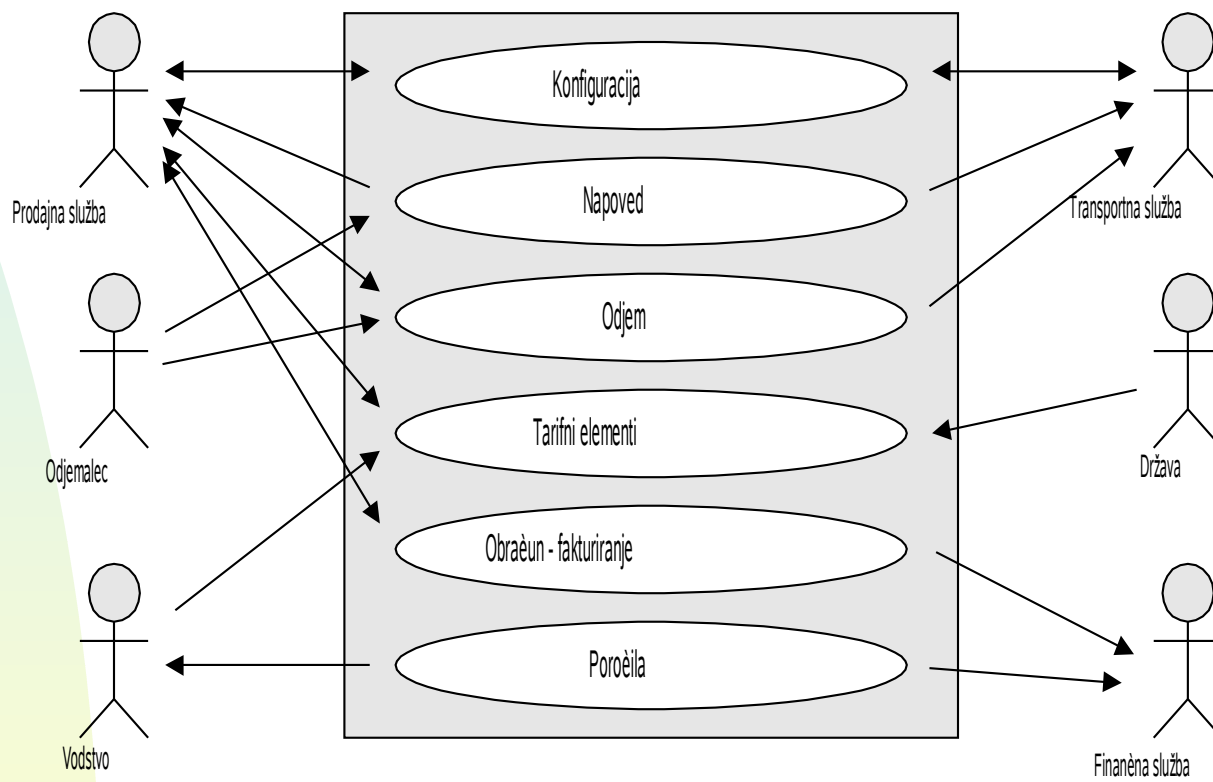 Konfiguracija
Napoved
Prodajna služba
Transportna služba
Odjem
Tarifni elementi
Odjemalec
Država
Obraèun - fakturiranje
Poroèila
Vodstvo
Finanèna služba